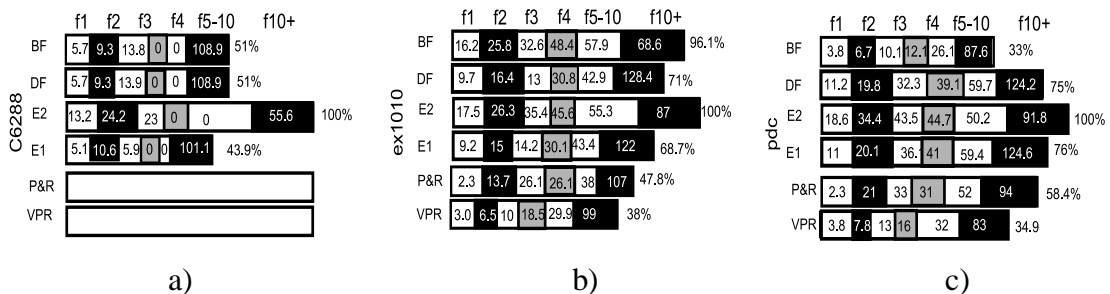 f1 f2 f3 f4 f5-10 f10+
BF 5.7 9.3 13.8 0 0 108.9 51%
DF 5.7 9.3 13.9 0 0 108.9 51%
E2 13.2 24.2 23 0 0 55.6 100%
E1 5.1 10.6 5.9 0 0 101.1 43.9%
P&R
VPR
C6288
a)
f1 f2 f3 f4 f5-10 f10+
BF 16.2 25.8 32.6 48.4 57.9 68.6 96.1%
DF 9.7 16.4 13 30.8 42.9 128.4 71%
E2 17.5 26.3 35.4 45.6 55.3 87 100%
E1 9.2 15 14.2 30.1 43.4 122 68.7%
P&R 2.3 13.7 26.1 26.1 38 107 47.8%
VPR 3.0 6.5 10 18.5 29.9 99 38%
ex1010
b)
f1 f2 f3 f4 f5-10 f10+
BF 3.8 6.7 10.1 12.1 26.1 87.6 33%
DF 11.2 19.8 32.3 39.1 59.7 124.2 75%
E2 18.6 34.4 43.5 44.7 50.2 91.8 100%
E1 11 20.1 36.1 41 59.4 124.6 76%
P&R 2.3 21 33 31 52 94 58.4%
VPR 3.8 7.8 13 16 32 83 34.9
pdc
c)